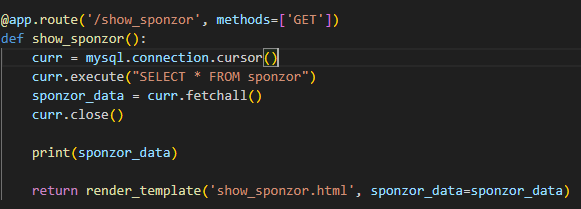 @app.route('/show_sponzor', methods=['GET'])
def show_sponzor():
    curr = mysql.connection.cursor()
    curr.execute("SELECT * FROM sponzor")
    sponzor_data = curr.fetchall()
    curr.close()

    print(sponzor_data)

    return render_template('show_sponzor.html', sponzor_data=sponzor_data)